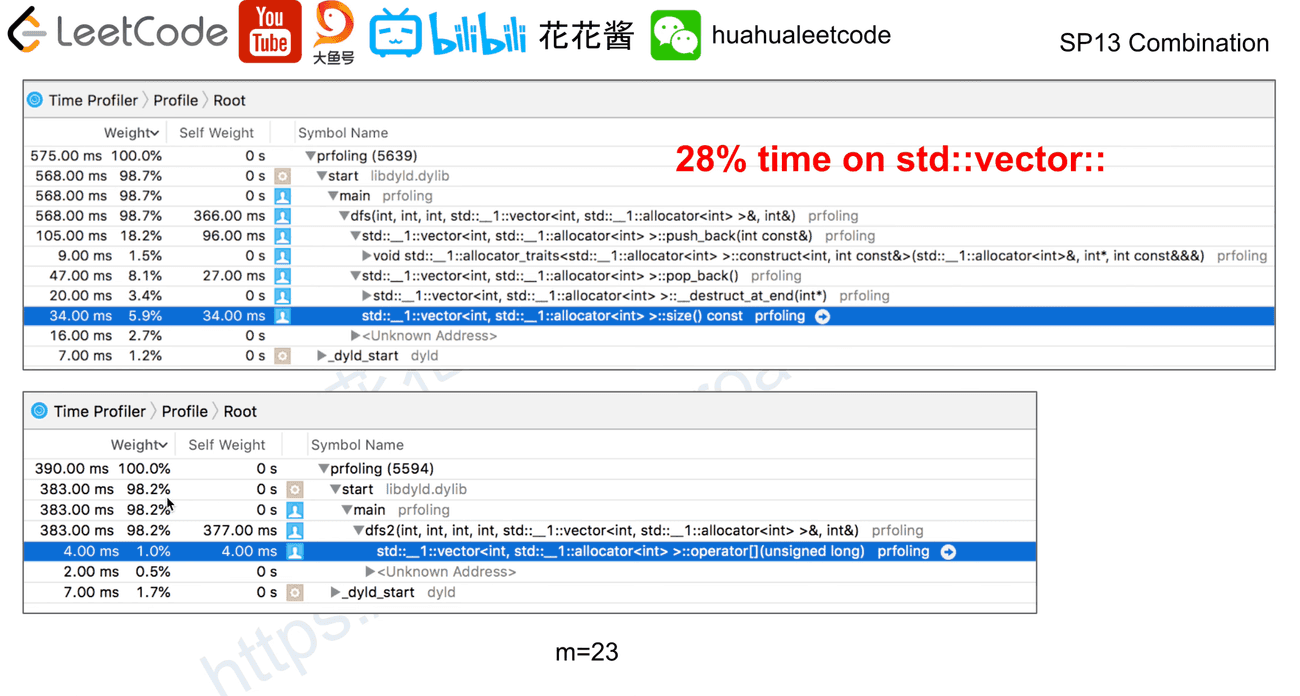 LeetCode You Tube 大鱼号 bilibili 花花酱 huahualeetcode SP13 Combination
Time Profiler Profile Root
Weight Self Weight Symbol Name
575.00 ms 100.0% 0 s prfoling (5639)
28% time on std::vector::
568.00 ms 98.7% 0 s start libdyld.dylib
568.00 ms 98.7% 0 s main prfoling
568.00 ms 98.7% 366.00 ms dfs(int, int, int, std::__1::vector<int, std::__1::allocator<int> >&, int&) prfoling
105.00 ms 18.2% 96.00 ms std::__1::vector<int, std::__1::allocator<int> >::push_back(int const&) prfoling
9.00 ms 1.5% 0 s void std::__1::allocator_traits<std::__1::allocator<int> >::construct<int, int const&>(std::__1::allocator<int>&, int*, int const&&&) prfoling
47.00 ms 8.1% 27.00 ms std::__1::vector<int, std::__1::allocator<int> >::pop_back() prfoling
20.00 ms 3.4% 0 s std::__1::vector<int, std::__1::allocator<int> >::__destruct_at_end(int*) prfoling
34.00 ms 5.9% 34.00 ms std::__1::vector<int, std::__1::allocator<int> >::size() const prfoling
16.00 ms 2.7% 0 s <Unknown Address>
7.00 ms 1.2% 0 s _dyld_start dyld
Time Profiler Profile Root
Weight Self Weight Symbol Name
390.00 ms 100.0% 0 s prfoling (5594)
383.00 ms 98.2% 0 s start libdyld.dylib
383.00 ms 98.2% 0 s main prfoling
383.00 ms 98.2% 377.00 ms dfs2(int, int, int, int, std::__1::vector<int, std::__1::allocator<int> >&, int&) prfoling
4.00 ms 1.0% 4.00 ms std::__1::vector<int, std::__1::allocator<int> >::operator[](unsigned long) prfoling
2.00 ms 0.5% 0 s <Unknown Address>
7.00 ms 1.7% 0 s _dyld_start dyld
https:
m=23